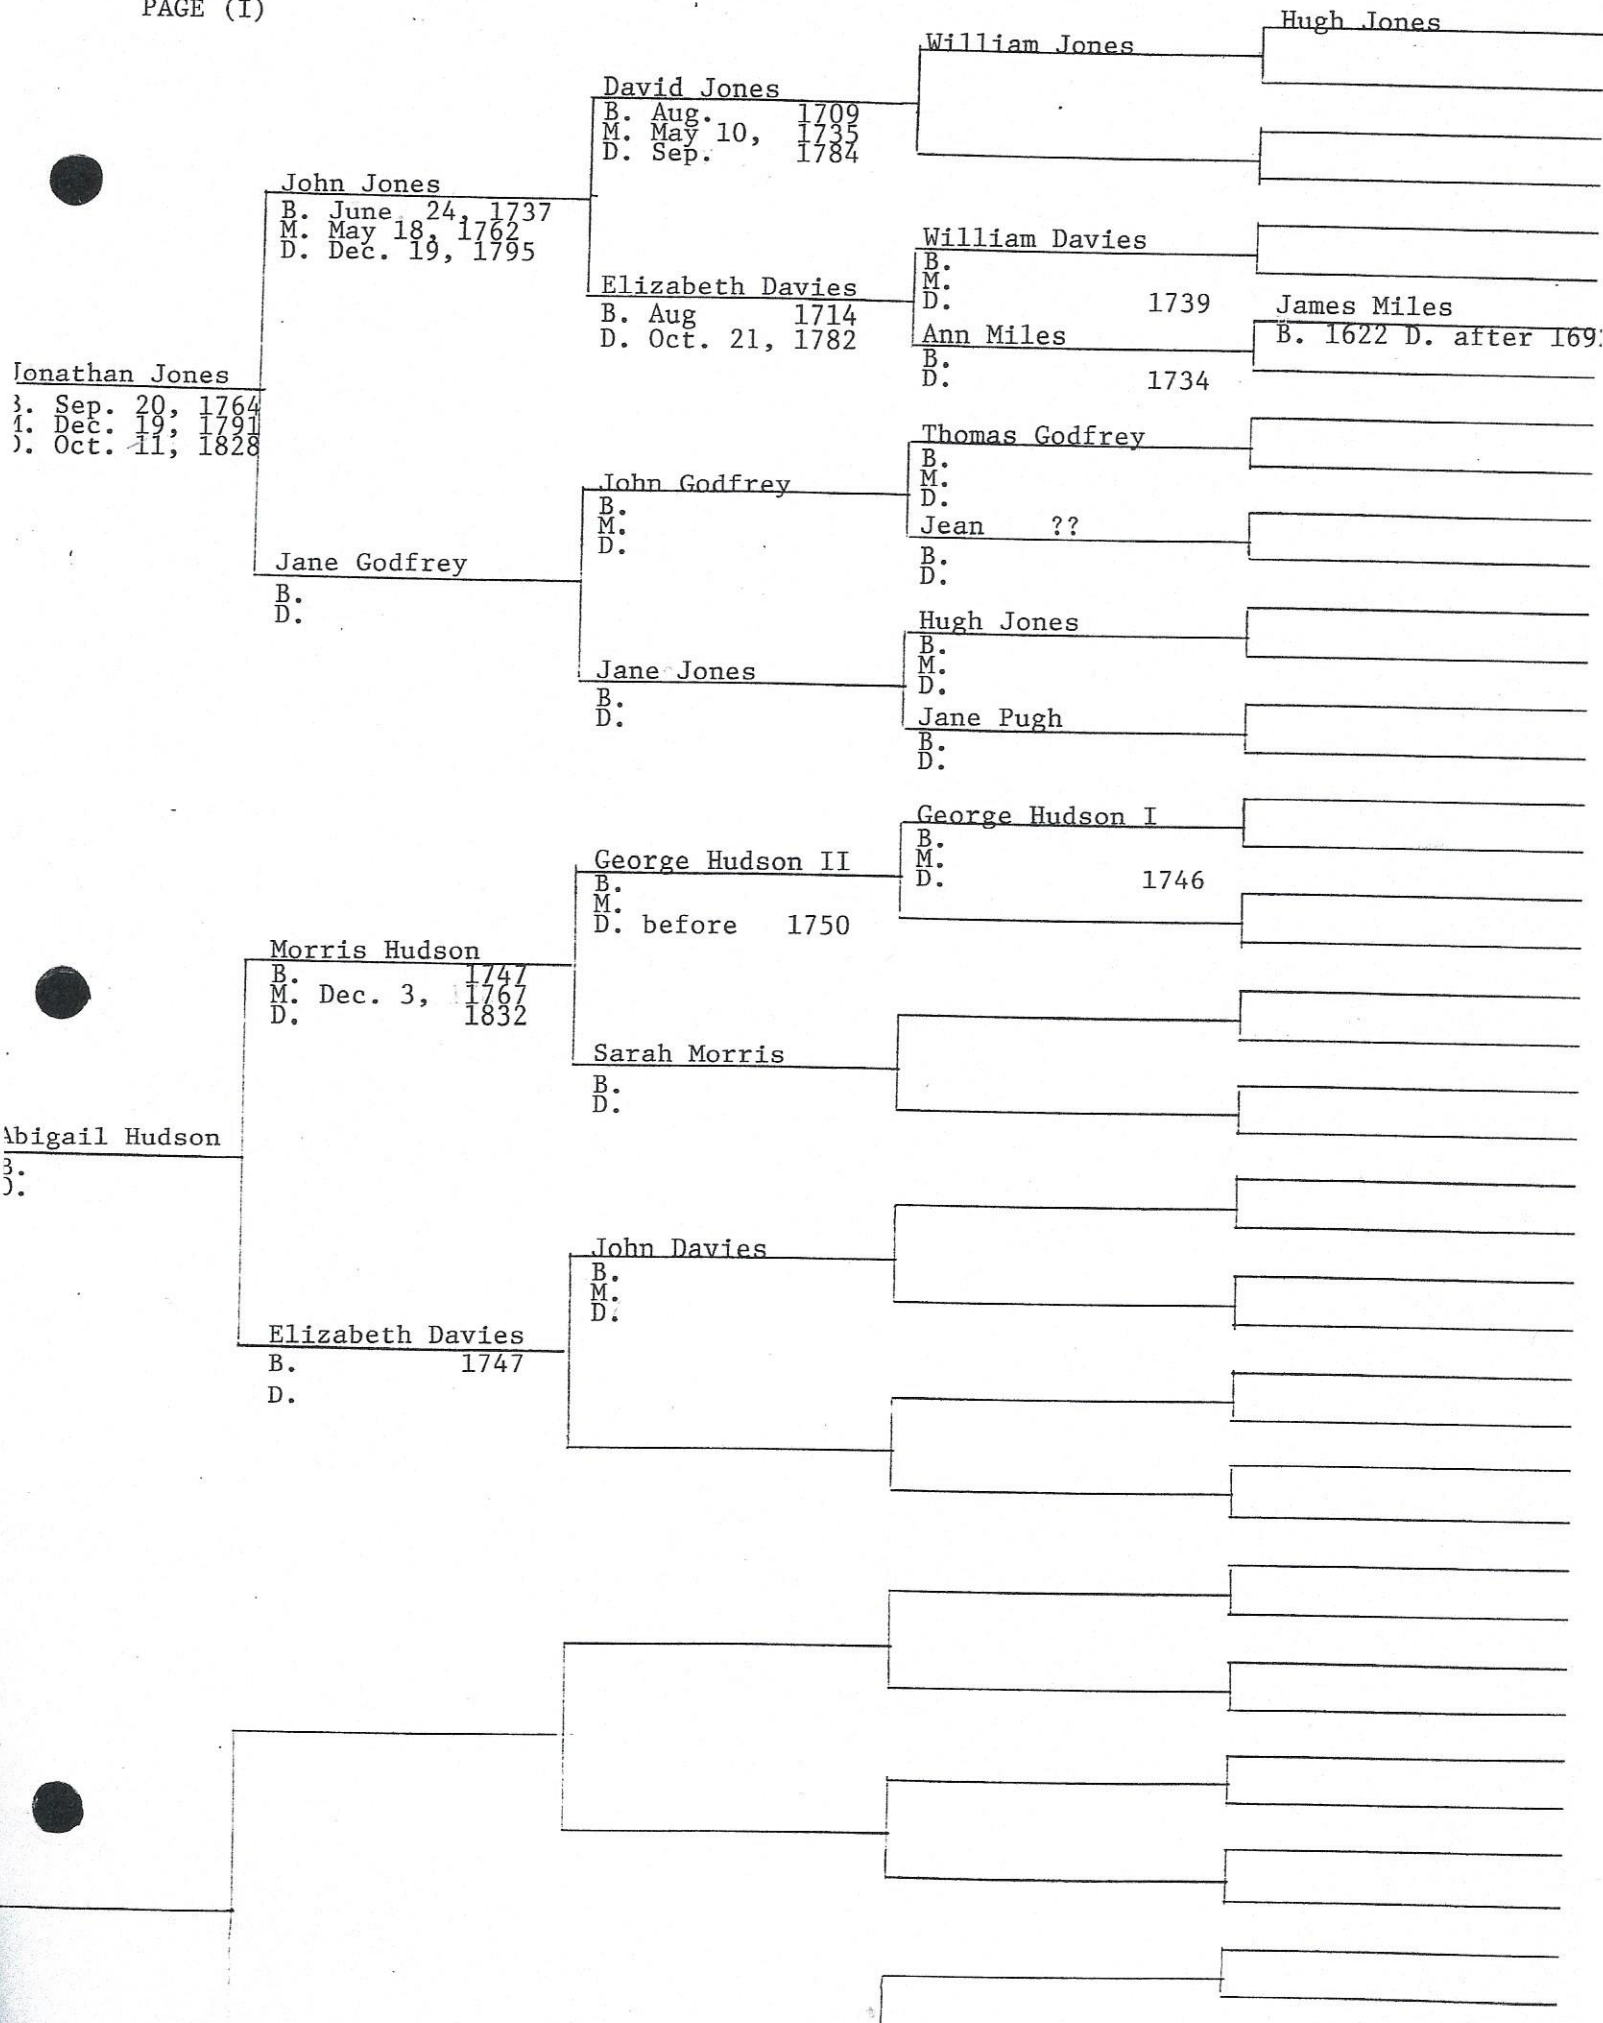 PAGE (I)
Hugh Jones
William Jones
David Jones
B. Aug. 1709
M. May 10, 1735
D. Sep. 1784
John Jones
B. June 24, 1737
M. May 18, 1762
D. Dec. 19, 1795
William Davies
B.
M.
D. 1739
Elizabeth Davies
B. Aug 1714
D. Oct. 21, 1782
James Miles
B. 1622 D. after I69
Ann Miles
B.
D. 1734
Jonathan Jones
B. Sep. 20, 1764
M. Dec. 19, 1791
D. Oct. 11, 1828
Thomas Godfrey
B.
M.
D.
John Godfrey
B.
M.
D.
Jean ??
B.
D.
Jane Godfrey
B.
D.
Hugh Jones
B.
M.
D.
Jane Jones
B.
D.
Jane Pugh
B.
D.
George Hudson I
B.
M.
D. 1746
George Hudson II
B.
M.
D. before 1750
Morris Hudson
B. 1747
M. Dec. 3, 1767
D. 1832
Sarah Morris
B.
D.
Abigail Hudson
B.
D.
John Davies
B.
M.
D.
Elizabeth Davies
B. 1747
D.